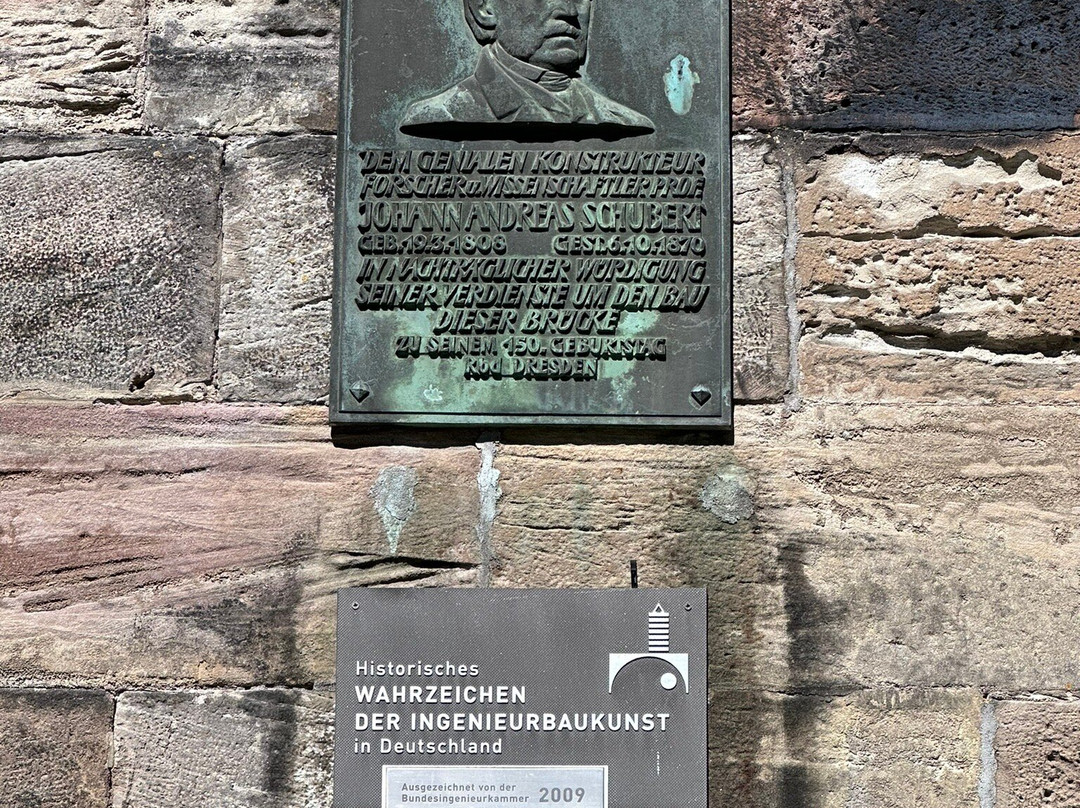 DEM GENIALEN KONSTRUKTEUR
FORSCHER U. WISSENSCHAFTLER PROF.
JOHANN ANDREAS SCHUBERT
GEB. 19.3.1808 GEST. 6.10.1870
IN NACHTRÄGLICHER WÜRDIGUNG
SEINER VERDIENSTE UM DEN BAU
DIESER BRÜCKE
ZU SEINEM 150. GEBURTSTAG
Rbd DRESDEN
Historisches
WAHRZEICHEN
DER INGENIEURBAUKUNST
in Deutschland
Ausgezeichnet von der
Bundesingenieurkammer 2009